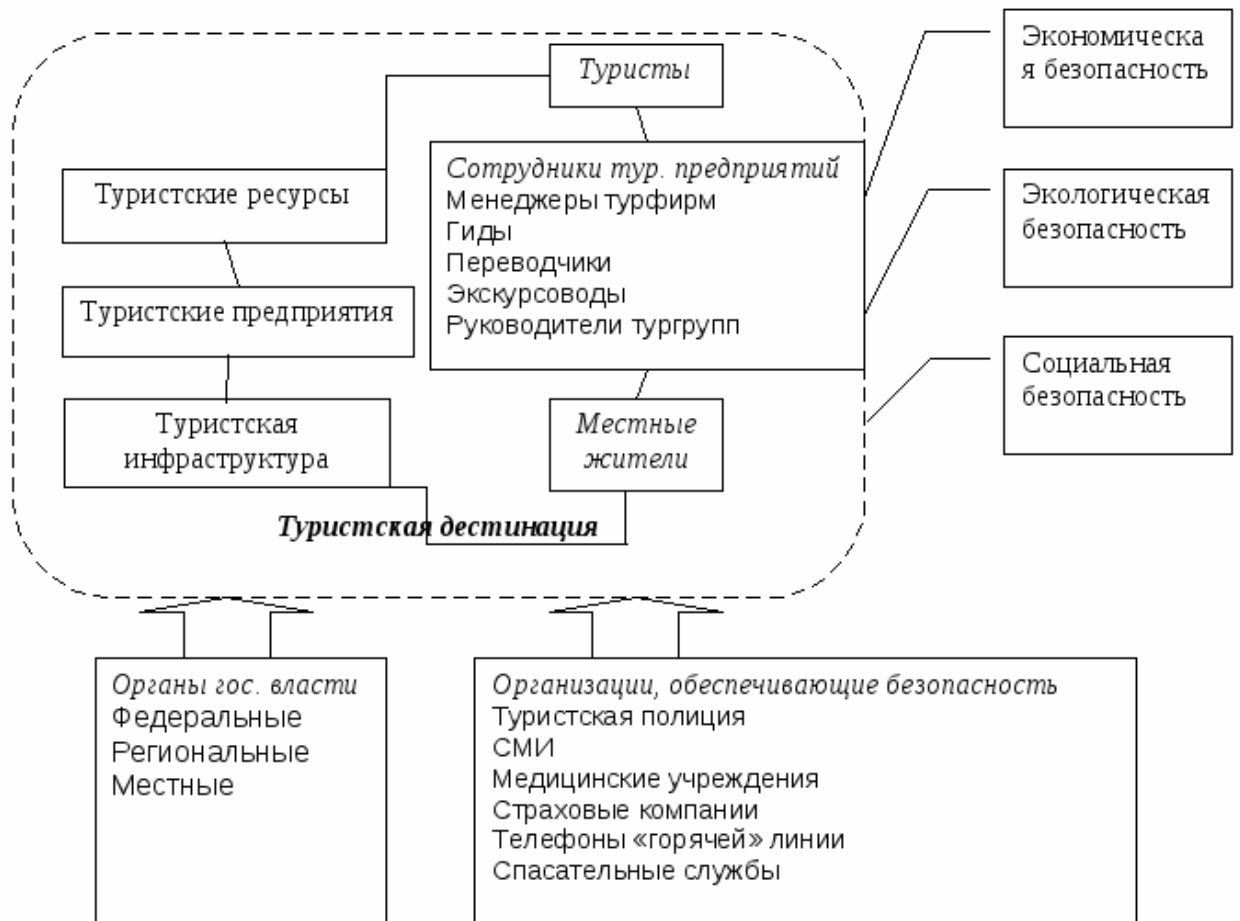 Туристы
Сотрудники тур. предприятий
Менеджеры турфирм
Гиды
Переводчики
Экскурсоводы
Руководители тургрупп
Туристские ресурсы
Туристские предприятия
Туристская
инфраструктура
Местные
жители
Туристская дестинация
Экономическа
я безопасность
Экологическая
безопасность
Социальная
безопасность
Органы гос. власти
Федеральные
Региональные
Местные
Организации, обеспечивающие безопасность
Туристская полиция
СМИ
Медицинские учреждения
Страховые компании
Телефоны «горячей» линии
Спасательные службы